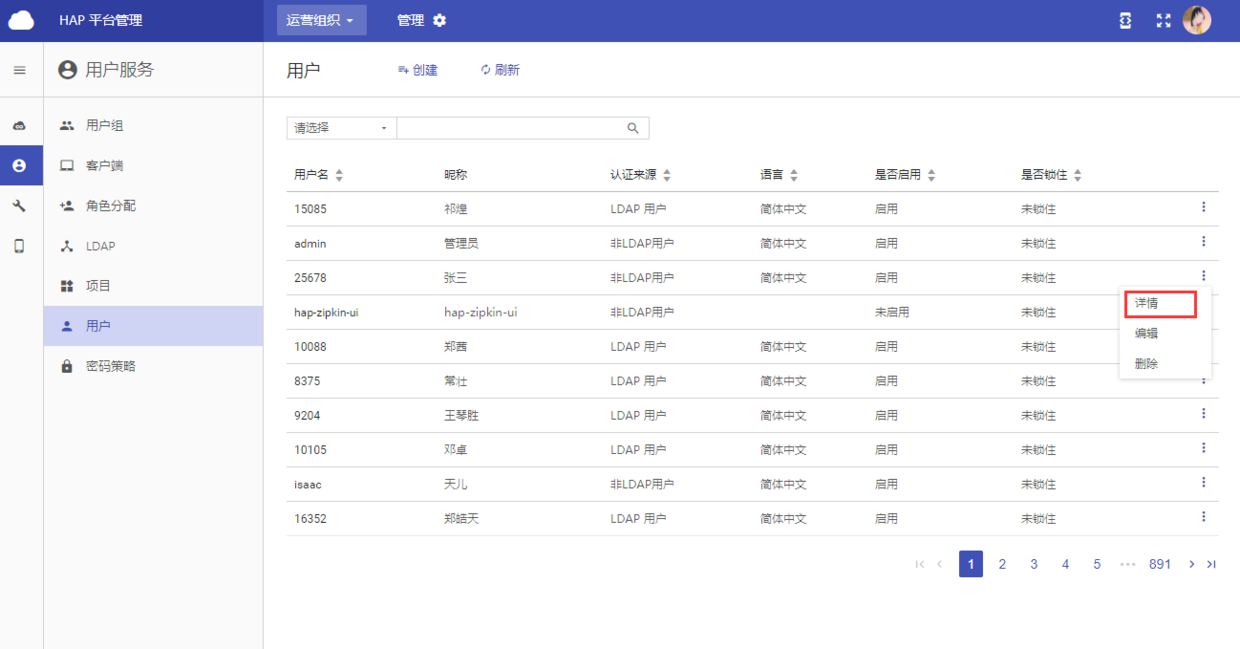 HAP 平台管理 运营组织 管理
用户服务 用户 创建 刷新
用户组
客户端
角色分配
LDAP
项目
用户
密码策略
请选择
用户名 昵称 认证来源 语言 是否启用 是否锁住
15085 祁煌 LDAP 用户 简体中文 启用 未锁住
admin 管理员 非LDAP用户 简体中文 启用 未锁住
25678 张三 非LDAP用户 简体中文 启用 未锁住
hap-zipkin-ui hap-zipkin-ui 非LDAP用户 未启用 未锁住
10088 郑茜 LDAP 用户 简体中文 启用 未锁住
8375 常壮 LDAP 用户 简体中文 启用 未锁住
9204 王琴胜 LDAP 用户 简体中文 启用 未锁住
10105 邓卓 LDAP 用户 简体中文 启用 未锁住
isaac 天儿 非LDAP用户 简体中文 启用 未锁住
16352 郑皓天 LDAP 用户 简体中文 启用 未锁住
详情
编辑
删除
1 2 3 4 5 ••• 891